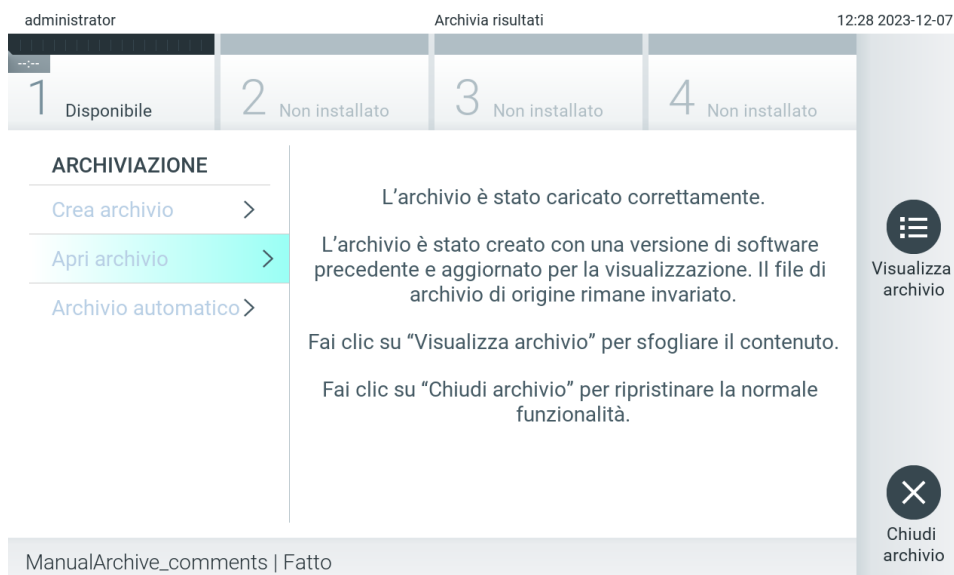 administrator
Archivia risultati
12:28 2023-12-07
--:--
1 Disponibile
2 Non installato
3 Non installato
4 Non installato
ARCHIVIAZIONE
Crea archivio
Apri archivio
Archivio automatico
L’archivio è stato caricato correttamente.
L’archivio è stato creato con una versione di software
precedente e aggiornato per la visualizzazione. Il file di
archivio di origine rimane invariato.
Fai clic su “Visualizza archivio” per sfogliare il contenuto.
Fai clic su “Chiudi archivio” per ripristinare la normale
funzionalità.
Visualizza
archivio
Chiudi
archivio
ManualArchive_comments | Fatto